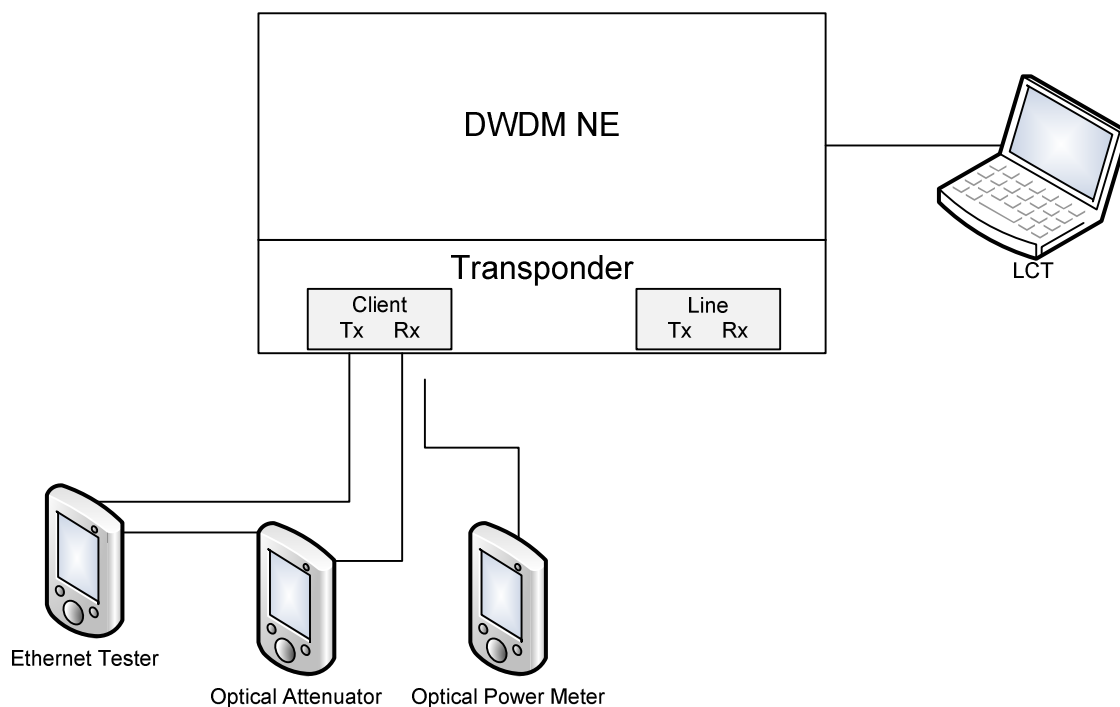 DWDM NE
Transponder
Client
Tx Rx
Line
Tx Rx
LCT
Ethernet Tester
Optical Attenuator
Optical Power Meter